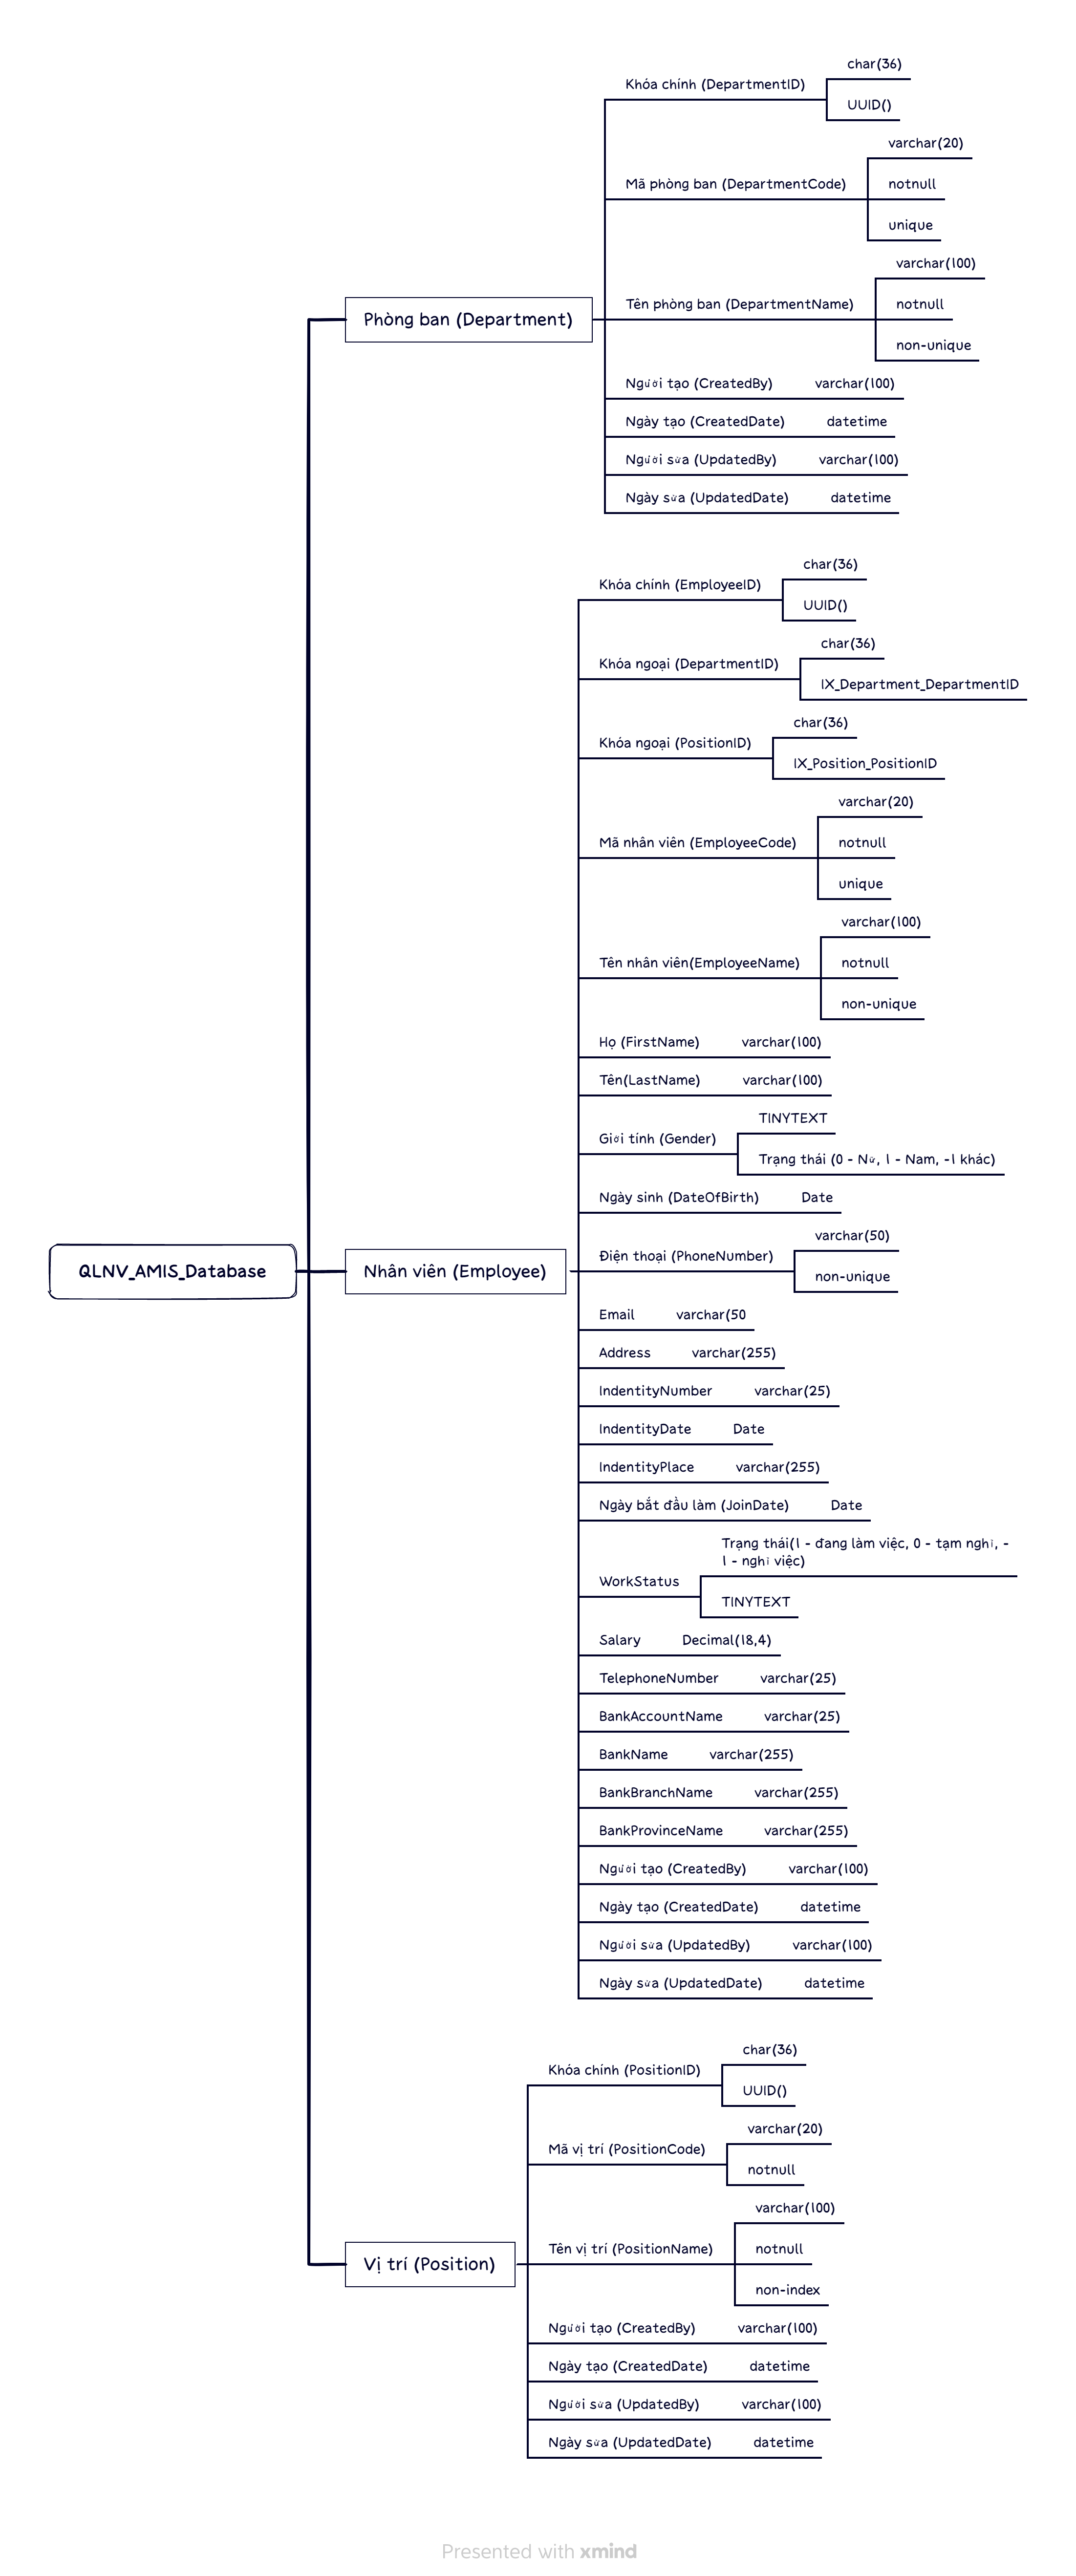 QLNV_AMIS_Database
Phòng ban (Department)
Khóa chính (DepartmentID)
char(36)
UUID()
Mã phòng ban (DepartmentCode)
varchar(20)
notnull
unique
Tên phòng ban (DepartmentName)
varchar(100)
notnull
non-unique
Người tạo (CreatedBy)
varchar(100)
Ngày tạo (CreatedDate)
datetime
Người sửa (UpdatedBy)
varchar(100)
Ngày sửa (UpdatedDate)
datetime
Nhân viên (Employee)
Khóa chính (EmployeeID)
char(36)
UUID()
Khóa ngoại (DepartmentID)
char(36)
IX_Department_DepartmentID
Khóa ngoại (PositionID)
char(36)
IX_Position_PositionID
Mã nhân viên (EmployeeCode)
varchar(20)
notnull
unique
Tên nhân viên(EmployeeName)
varchar(100)
notnull
non-unique
Họ (FirstName)
varchar(100)
Tên(LastName)
varchar(100)
Giới tính (Gender)
TINYTEXT
Trạng thái (0 - Nữ, 1 - Nam, -1 khác)
Ngày sinh (DateOfBirth)
Date
Điện thoại (PhoneNumber)
varchar(50)
non-unique
Email
varchar(50
Address
varchar(255)
IndentityNumber
varchar(25)
IndentityDate
Date
IndentityPlace
varchar(255)
Ngày bắt đầu làm (JoinDate)
Date
WorkStatus
Trạng thái(1 - đang làm việc, 0 - tạm nghỉ, -
1 - nghỉ việc)
TINYTEXT
Salary
Decimal(18,4)
TelephoneNumber
varchar(25)
BankAccountName
varchar(25)
BankName
varchar(255)
BankBranchName
varchar(255)
BankProvinceName
varchar(255)
Người tạo (CreatedBy)
varchar(100)
Ngày tạo (CreatedDate)
datetime
Người sửa (UpdatedBy)
varchar(100)
Ngày sửa (UpdatedDate)
datetime
Vị trí (Position)
Khóa chính (PositionID)
char(36)
UUID()
Mã vị trí (PositionCode)
varchar(20)
notnull
Tên vị trí (PositionName)
varchar(100)
notnull
non-index
Người tạo (CreatedBy)
varchar(100)
Ngày tạo (CreatedDate)
datetime
Người sửa (UpdatedBy)
varchar(100)
Ngày sửa (UpdatedDate)
datetime
Presented with xmind